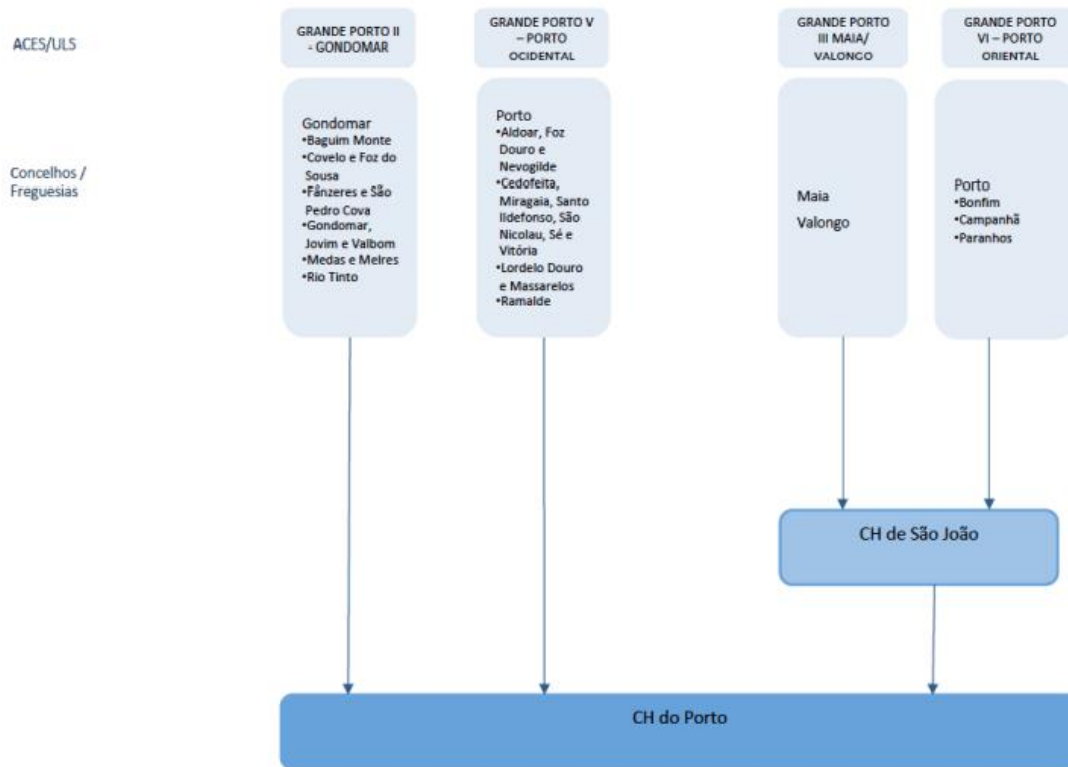 ACES/ULS
GRANDE PORTO II
- GONDOMAR
GRANDE PORTO V
– PORTO
OCIDENTAL
GRANDE PORTO
III MAIA/
VALONGO
GRANDE PORTO
VI – PORTO
ORIENTAL
Concelhos /
Freguesias
Gondomar
•Baguim Monte
•Covelo e Foz do
Sousa
•Fânzeres e São
Pedro Cova
•Gondomar,
Jovim e Valbom
•Medas e Melres
•Rio Tinto
Porto
•Aldoar, Foz
Douro e
Nevogilde
•Cedofeita,
Miragaia, Santo
Ildefonso, São
Nicolau, Sé e
Vitória
•Lordelo Douro
e Massarelos
•Ramalde
Maia
Valongo
Porto
•Bonfim
•Campanhã
•Paranhos
CH de São João
CH do Porto